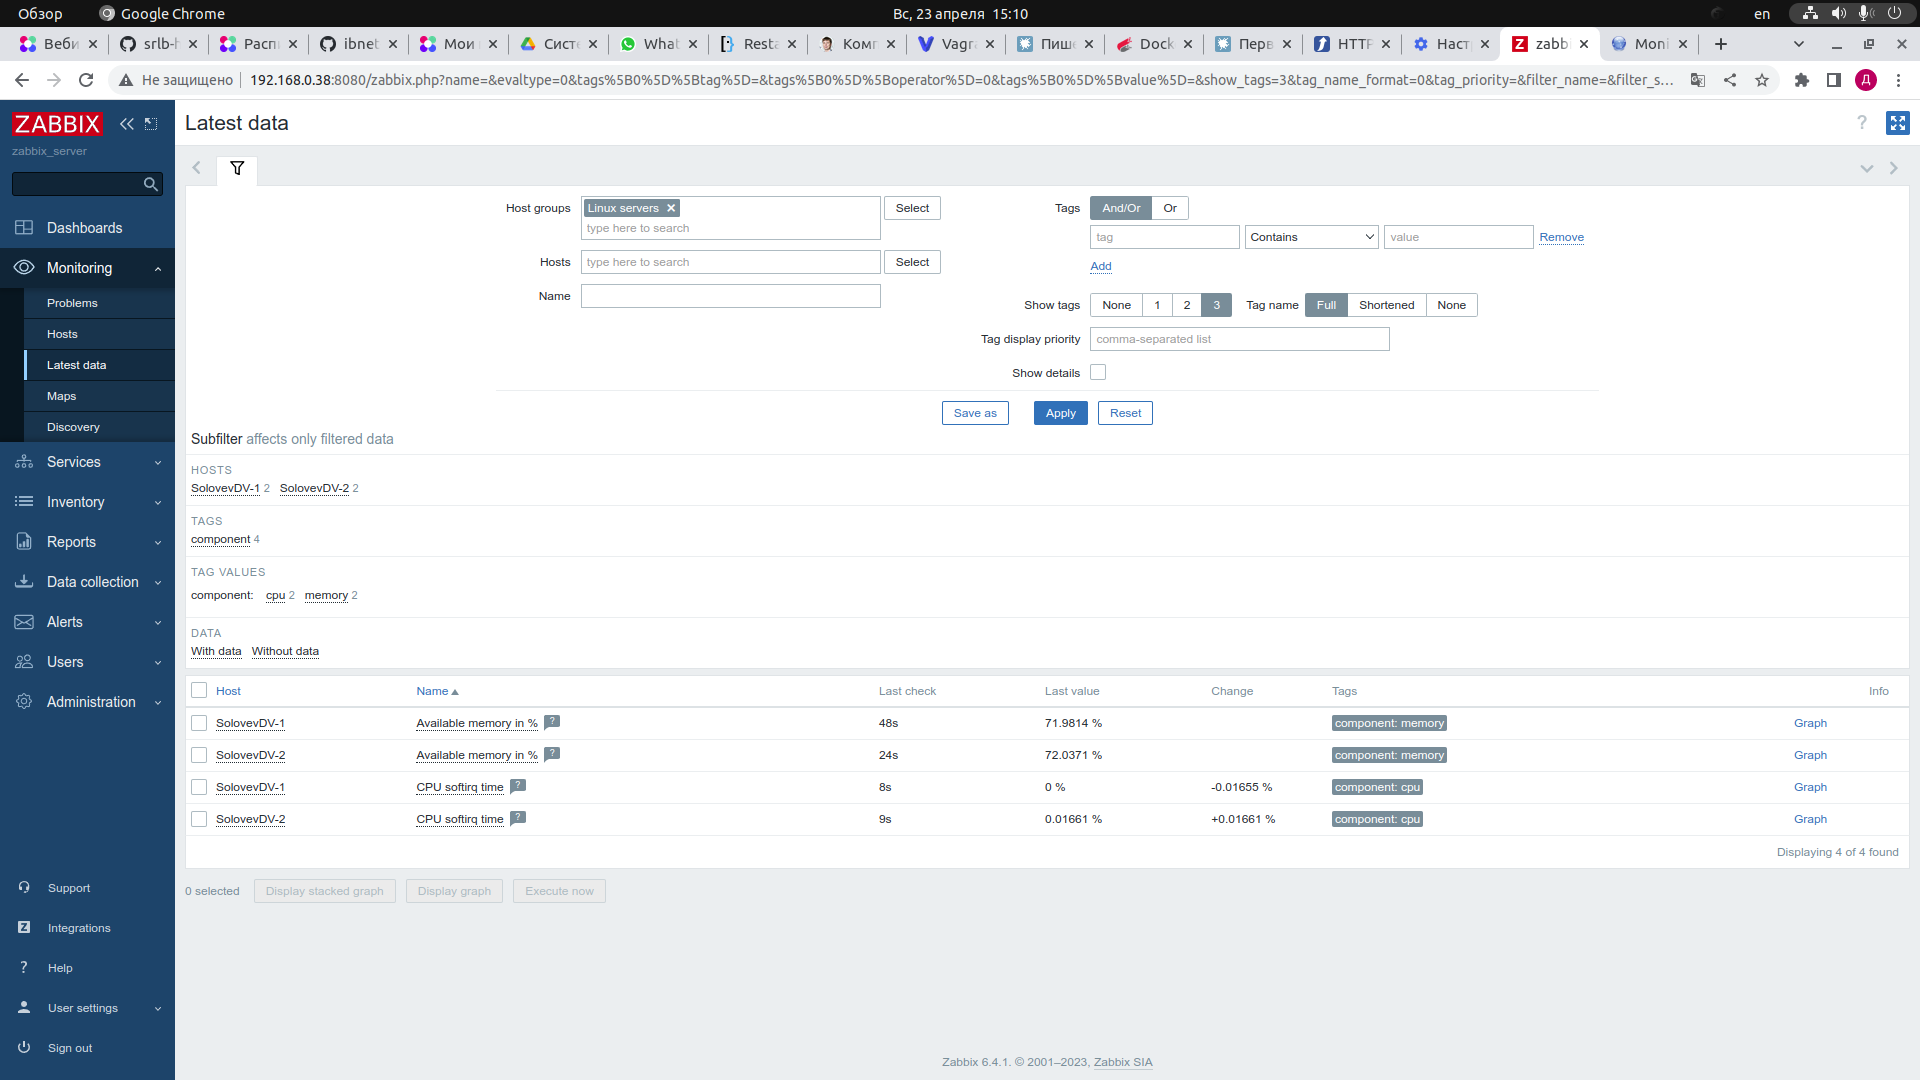 Обзор Google Chrome Вс, 23 апреля 15:10 en
Веби srlb-h Распи ibnet Мои к Систе What Resta Комп Vagra Пише Dock Перв HTTP Настр zabbi Moni
Не защищено 192.168.0.38:8080/zabbix.php?name=&evaltype=0&tags%5B0%5D%5Btag%5D=&tags%5B0%5D%5Boperator%5D=0&tags%5B0%5D%5Bvalue%5D=&show_tags=3&tag_name_format=0&tag_priority=&filter_name=&filter_s... Д
ZABBIX
zabbix_server
Dashboards
Monitoring
Problems
Hosts
Latest data
Maps
Discovery
Services
Inventory
Reports
Data collection
Alerts
Users
Administration
Support
Integrations
Help
User settings
Sign out
Latest data
Host groups Linux servers Select
type here to search
Hosts type here to search Select
Name
Tags And/Or Or
tag Contains value Remove
Add
Show tags None 1 2 3 Tag name Full Shortened None
Tag display priority comma-separated list
Show details
Save as Apply Reset
Subfilter affects only filtered data
HOSTS
SolovevDV-1 2 SolovevDV-2 2
TAGS
component 4
TAG VALUES
component: cpu 2 memory 2
DATA
With data Without data
Host Name Last check Last value Change Tags Info
SolovevDV-1 Available memory in % ? 48s 71.9814 % component: memory Graph
SolovevDV-2 Available memory in % ? 24s 72.0371 % component: memory Graph
SolovevDV-1 CPU softirq time ? 8s 0 % -0.01655 % component: cpu Graph
SolovevDV-2 CPU softirq time ? 9s 0.01661 % +0.01661 % component: cpu Graph
Displaying 4 of 4 found
0 selected Display stacked graph Display graph Execute now
Zabbix 6.4.1. © 2001–2023, Zabbix SIA